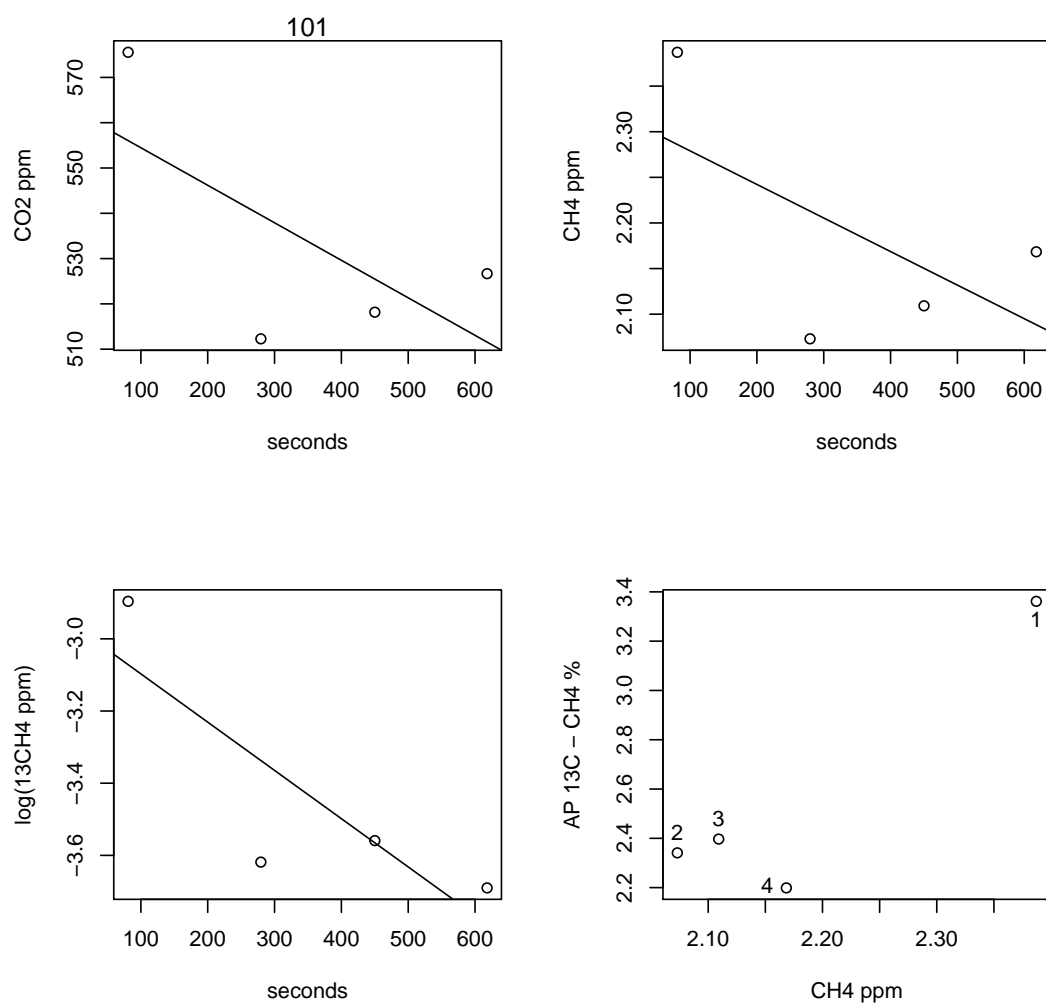 101
570
550
530
510
CO2 ppm
100 200 300 400 500 600
seconds
2.30
2.20
2.10
CH4 ppm
100 200 300 400 500 600
seconds
−3.0
−3.2
−3.4
−3.6
log(13CH4 ppm)
100 200 300 400 500 600
seconds
3.4
3.2
3.0
2.8
2.6
2.4
2.2
AP 13C − CH4 %
1
2
3
4
2.10 2.20 2.30
CH4 ppm